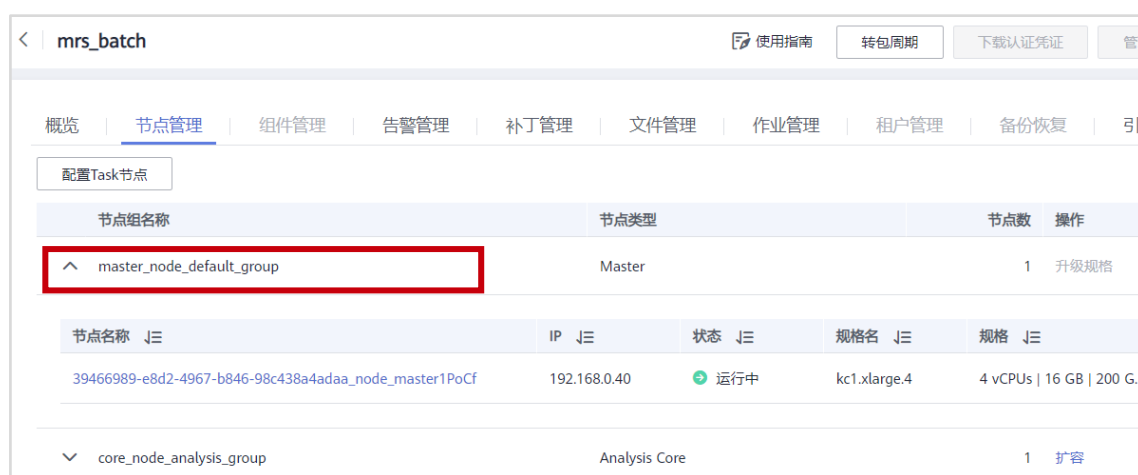 mrs_batch 使用指南 转包周期 下载认证凭证 管
概览 节点管理 组件管理 告警管理 补丁管理 文件管理 作业管理 租户管理 备份恢复 引
配置Task节点
节点组名称 节点类型 节点数 操作
master_node_default_group Master 1 升级规格
节点名称 IP 状态 规格名 规格
39466989-e8d2-4967-b846-98c438a4adaa_node_master1PoCf 192.168.0.40 运行中 kc1.xlarge.4 4 vCPUs | 16 GB | 200 G.
core_node_analysis_group Analysis Core 1 扩容